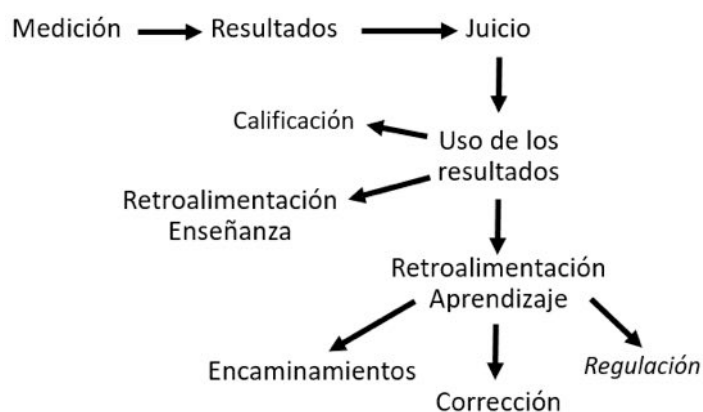 Medición
Resultados
Juicio
Calificación
Uso de los
resultados
Retroalimentación
Enseñanza
Retroalimentación
Aprendizaje
Encaminamientos
Corrección
Regulación